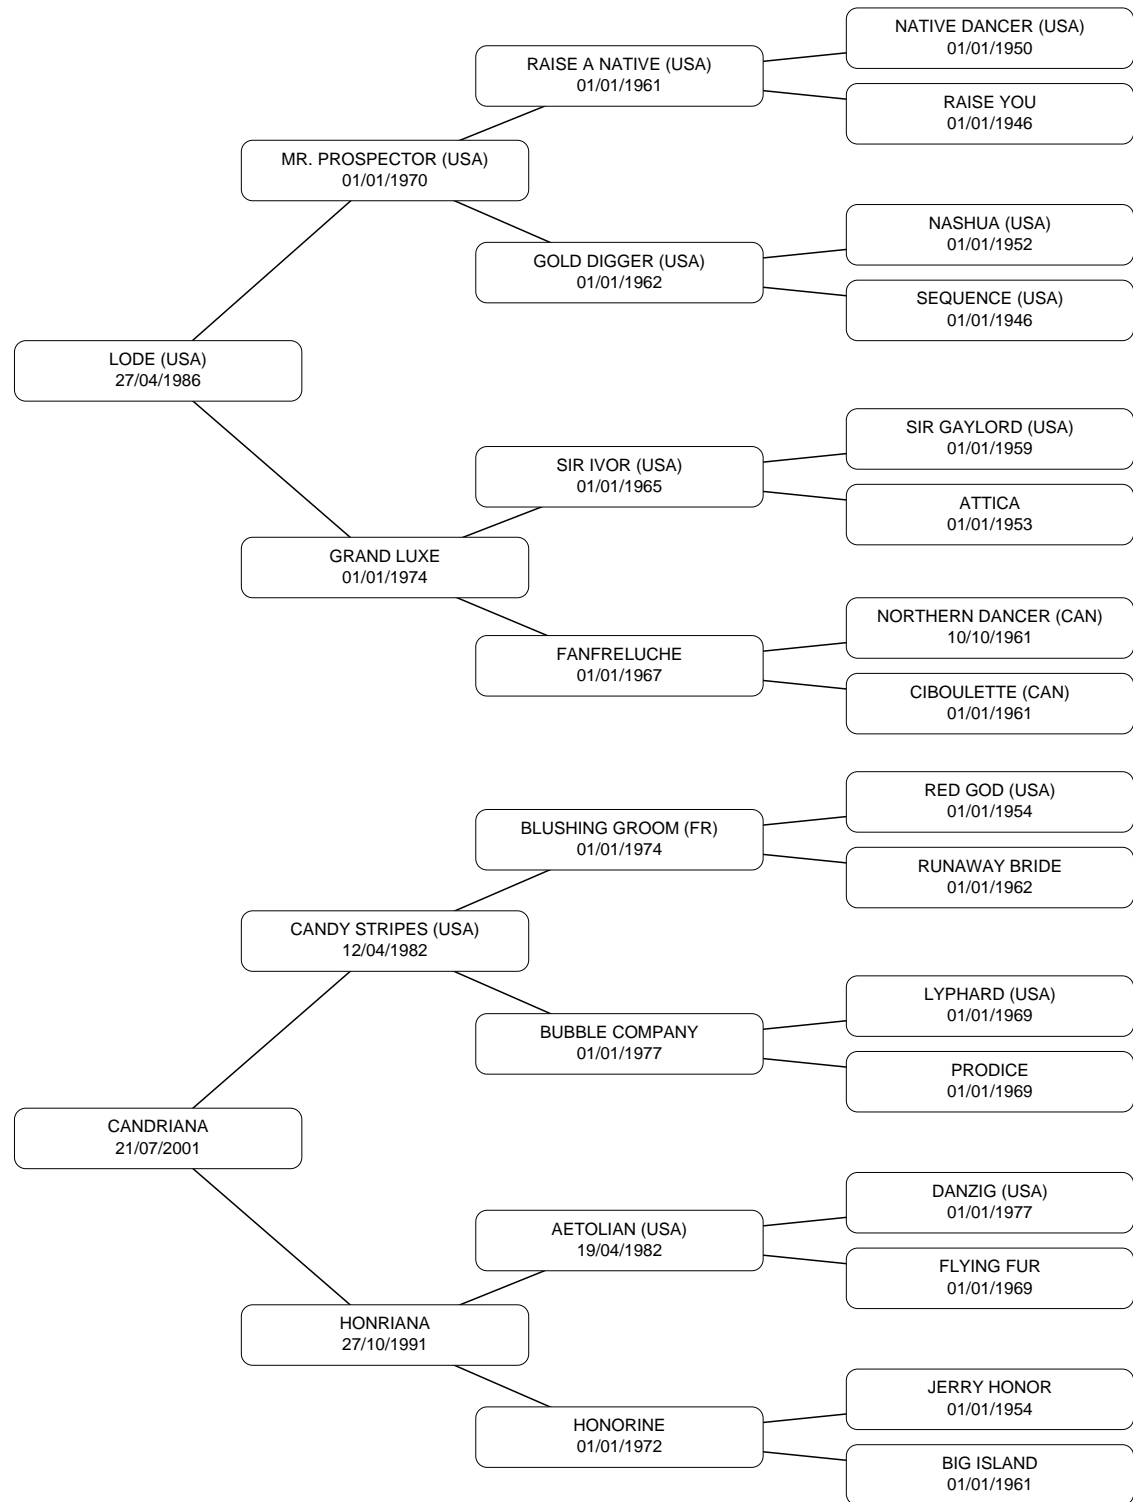 NATIVE DANCER (USA)
01/01/1950
RAISE A NATIVE (USA)
01/01/1961
RAISE YOU
01/01/1946
MR. PROSPECTOR (USA)
01/01/1970
NASHUA (USA)
01/01/1952
GOLD DIGGER (USA)
01/01/1962
SEQUENCE (USA)
01/01/1946
LODE (USA)
27/04/1986
SIR GAYLORD (USA)
01/01/1959
SIR IVOR (USA)
01/01/1965
ATTICA
01/01/1953
GRAND LUXE
01/01/1974
NORTHERN DANCER (CAN)
10/10/1961
FANFRELUCHE
01/01/1967
CIBOULETTE (CAN)
01/01/1961
RED GOD (USA)
01/01/1954
BLUSHING GROOM (FR)
01/01/1974
RUNAWAY BRIDE
01/01/1962
CANDY STRIPES (USA)
12/04/1982
LYPHARD (USA)
01/01/1969
BUBBLE COMPANY
01/01/1977
PRODICE
01/01/1969
CANDRIANA
21/07/2001
DANZIG (USA)
01/01/1977
AETOLIAN (USA)
19/04/1982
FLYING FUR
01/01/1969
HONRIANA
27/10/1991
JERRY HONOR
01/01/1954
HONORINE
01/01/1972
BIG ISLAND
01/01/1961